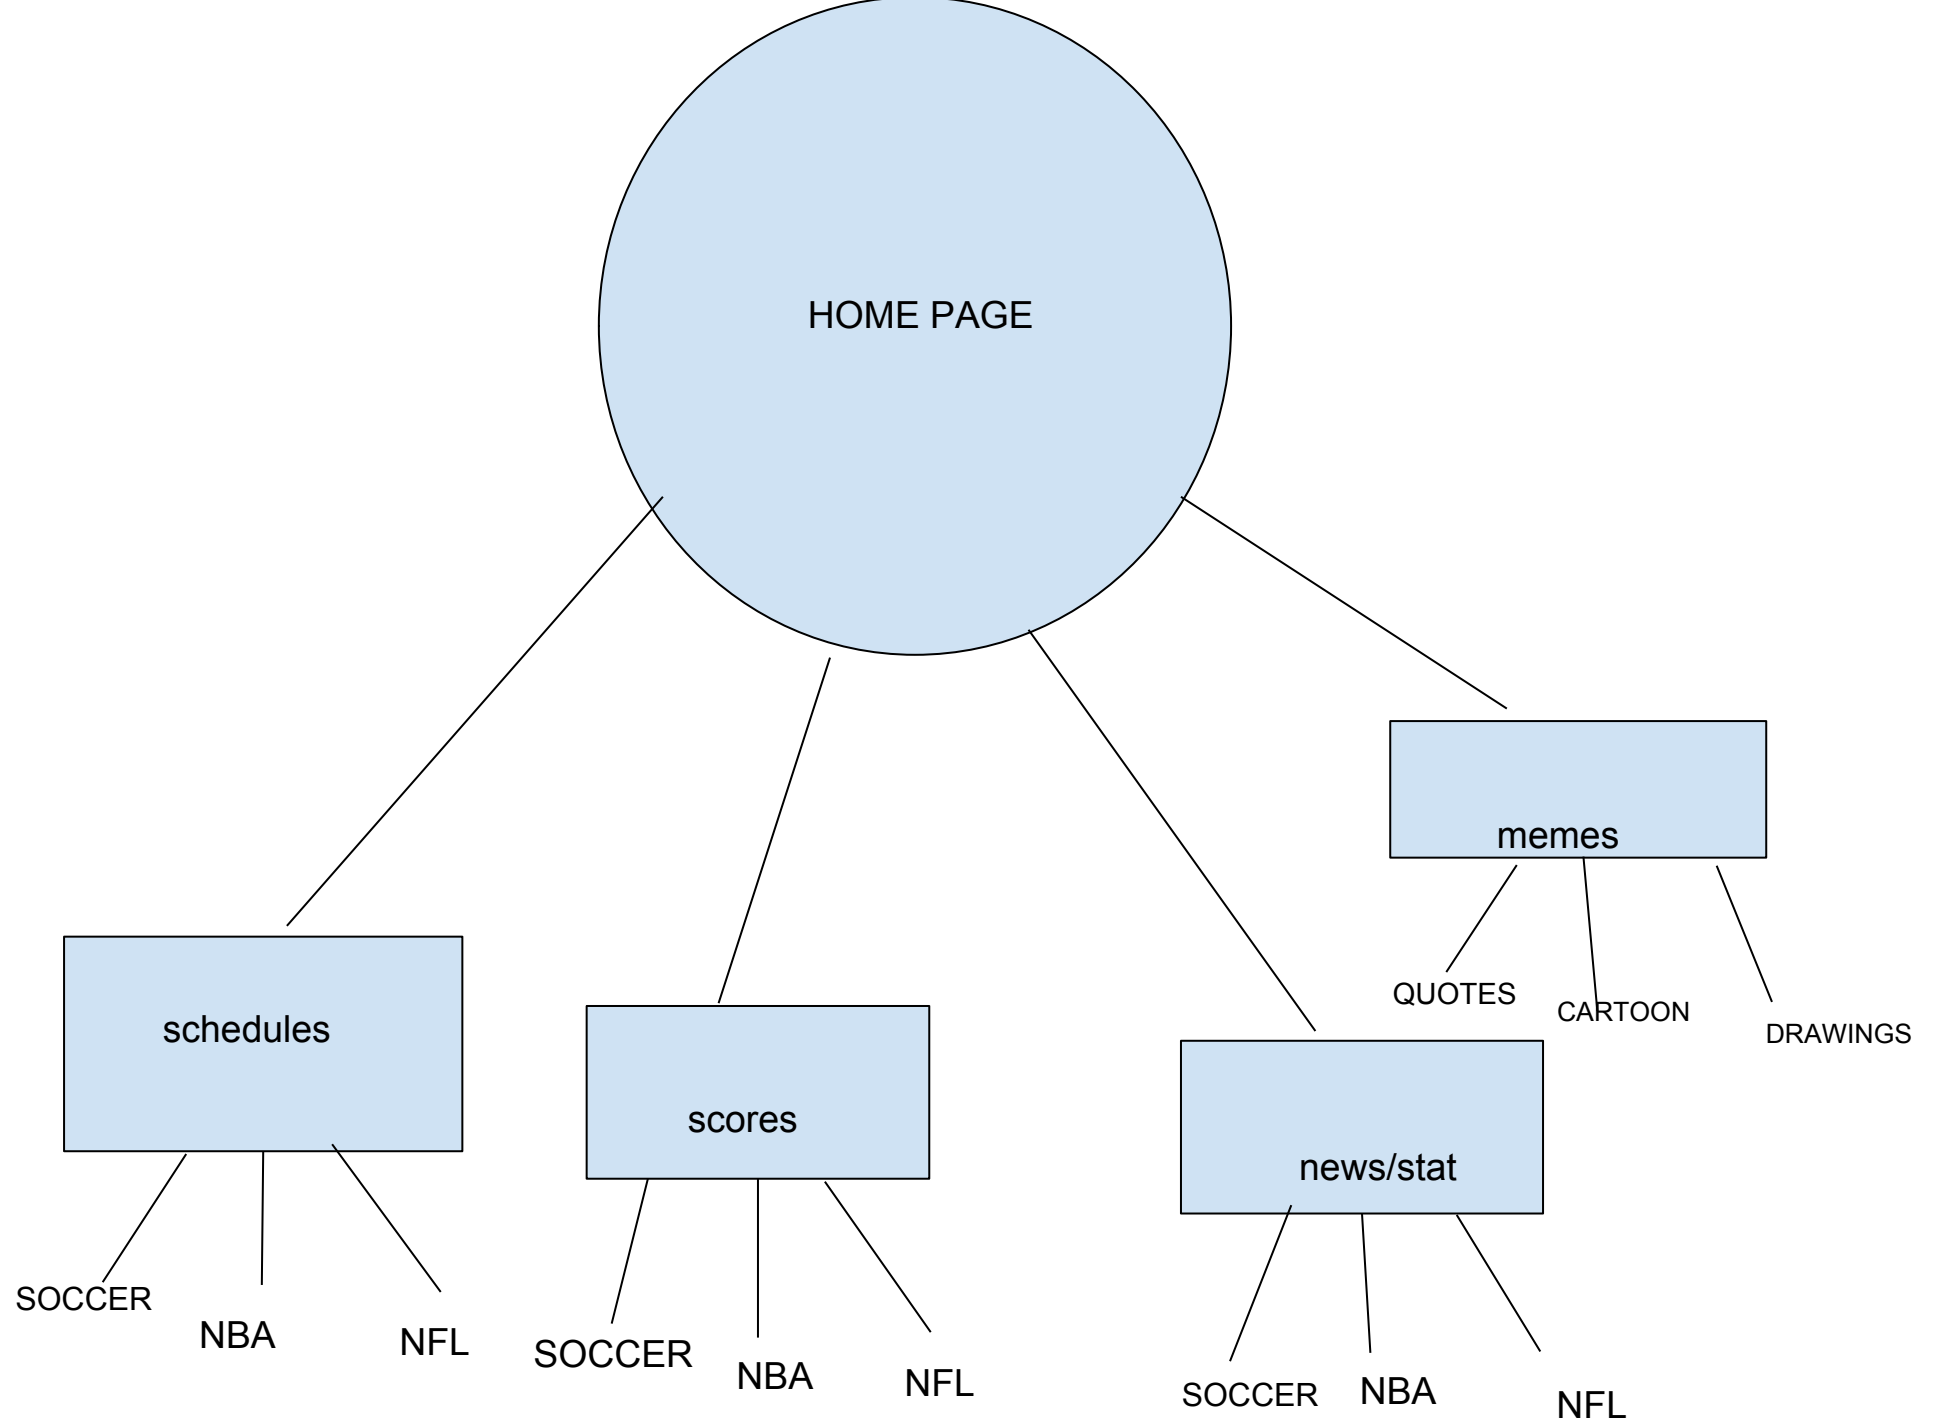 HOME PAGE
memes
QUOTES
CARTOON
DRAWINGS
schedules
scores
news/stat
SOCCER
NBA
NFL
SOCCER
NBA
NFL
SOCCER
NBA
NFL